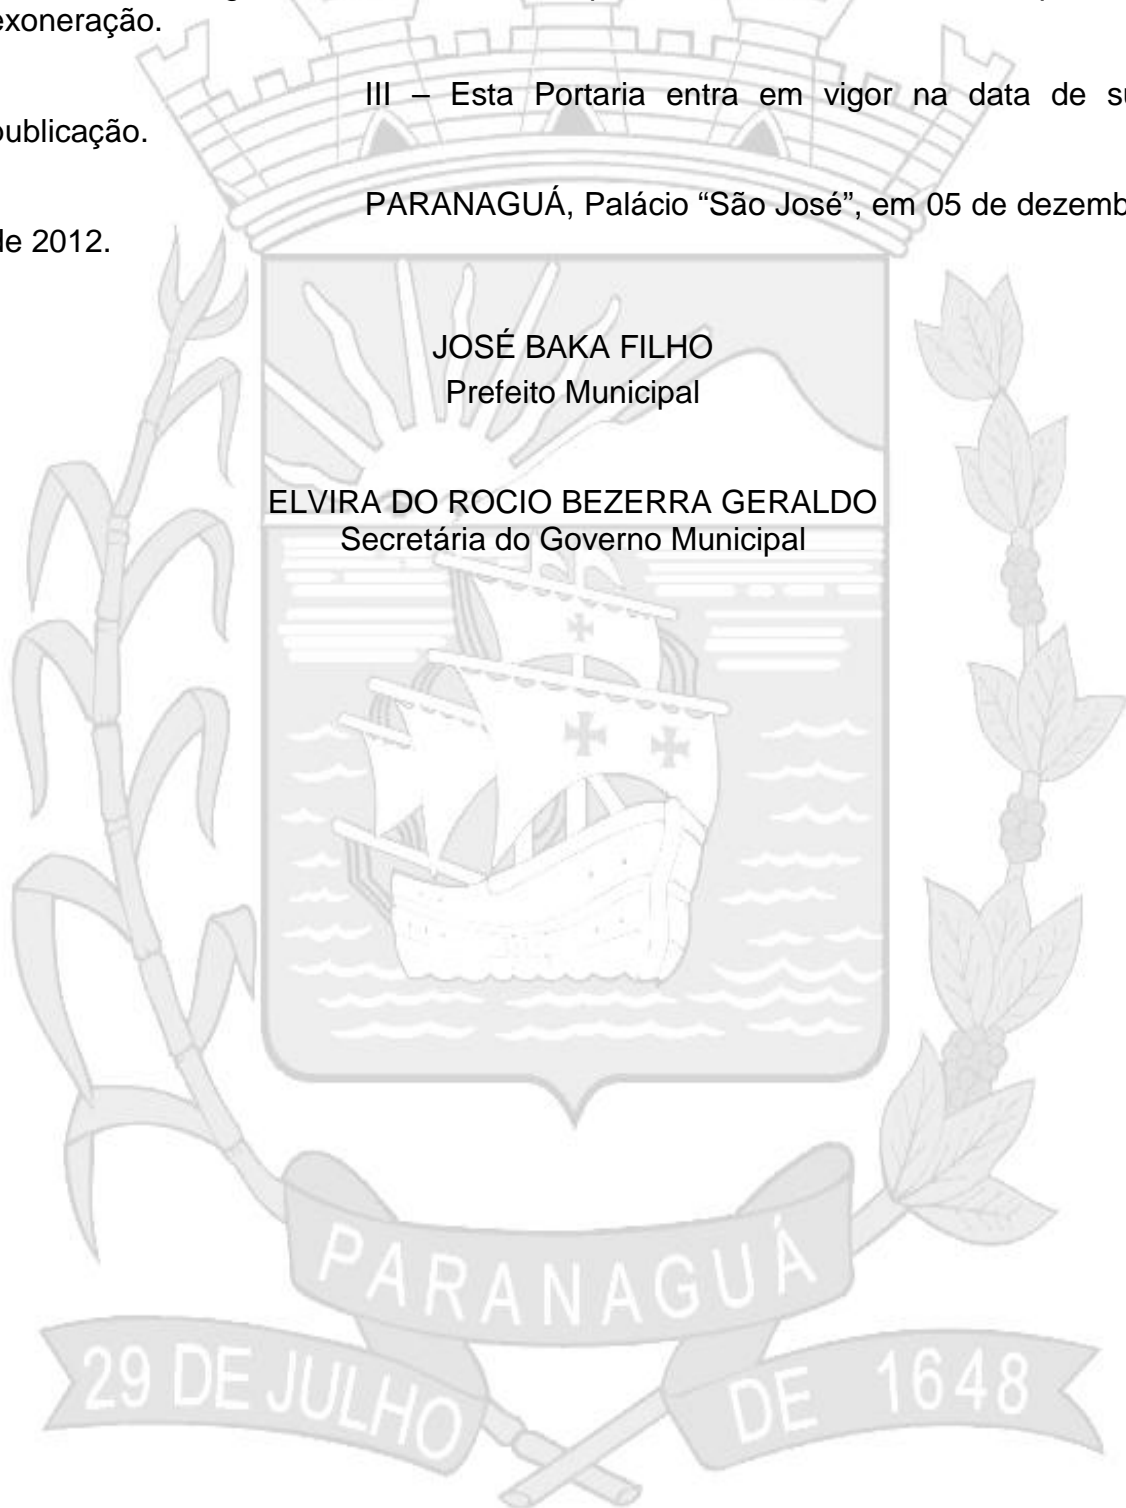 exoneração.
III – Esta Portaria entra em vigor na data de
publicação.
PARANAGUÁ, Palácio “São José”, em 05 de
de 2012.
JOSÉ BAKA FILHO
Prefeito Municipal
ELVIRA DO ROCIO BEZERRA GERALDO
Secretária do Governo Municipal
PARANAGUÁ
29 DE JULHO DE 1648